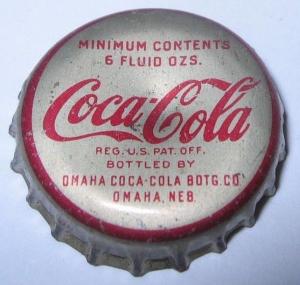 MINIMUM CONTENTS
6 FLUID OZS.
Coca-Cola
REG. U.S. PAT. OFF.
BOTTLED BY
OMAHA COCA-COLA BOTG. CO
OMAHA, NEB.